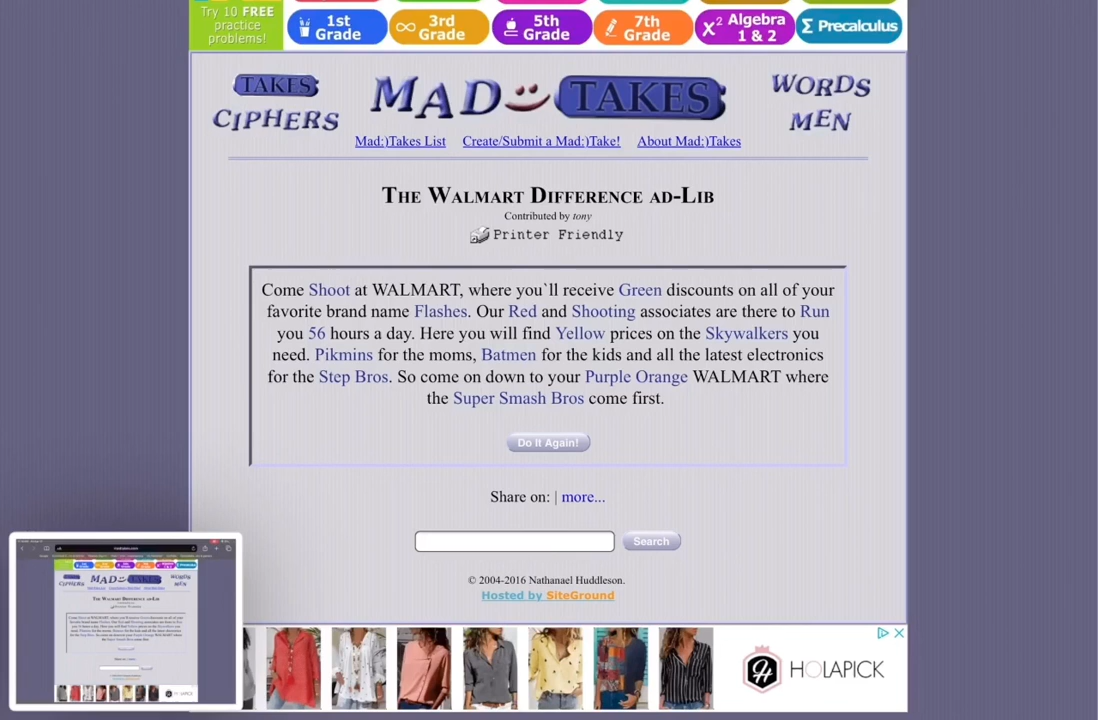 Try 10 FREE
practice
problems!
1st
Grade
3rd
Grade
5th
Grade
7th
Grade
X² Algebra
1 & 2
Σ Precalculus
TAKES
CIPHERS
MAD:)TAKES
WORDS
MEN
Mad:)Takes List Create/Submit a Mad:)Take! About Mad:)Takes
THE WALMART DIFFERENCE AD-LIB
Contributed by tony
Printer Friendly
Come Shoot at WALMART, where you`ll receive Green discounts on all of your
favorite brand name Flashes. Our Red and Shooting associates are there to Run
you 56 hours a day. Here you will find Yellow prices on the Skywalkers you
need. Pikmins for the moms, Batmen for the kids and all the latest electronics
for the Step Bros. So come on down to your Purple Orange WALMART where
the Super Smash Bros come first.
Do It Again!
Share on: | more...
Search
© 2004-2016 Nathanael Huddleson.
Hosted by SiteGround
HOLAPICK